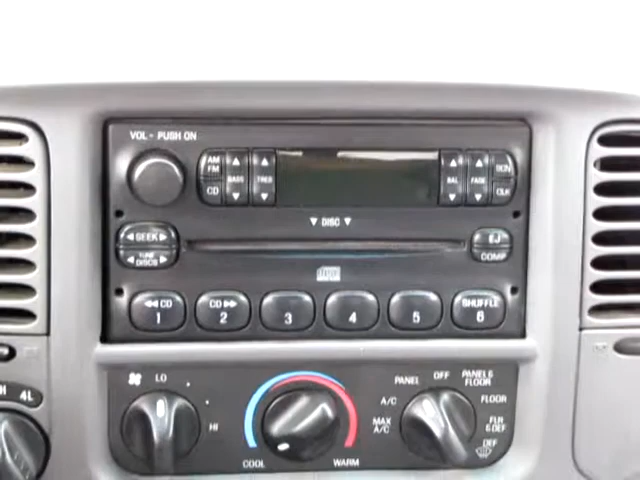 VOL - PUSH ON
AM
FM
CD
BASS
TREB
BAL
FADE
SCN
CLK
DISC
SEEK
TUNE
DISCS
EJ
COMP
◀◀ CD
1
CD ▶▶
2
3
4
5
SHUFFLE
6
4L
LO
HI
COOL
WARM
MAX
A/C
A/C
PANEL
OFF
PANEL &
FLOOR
FLOOR
FLR
& DEF
DEF